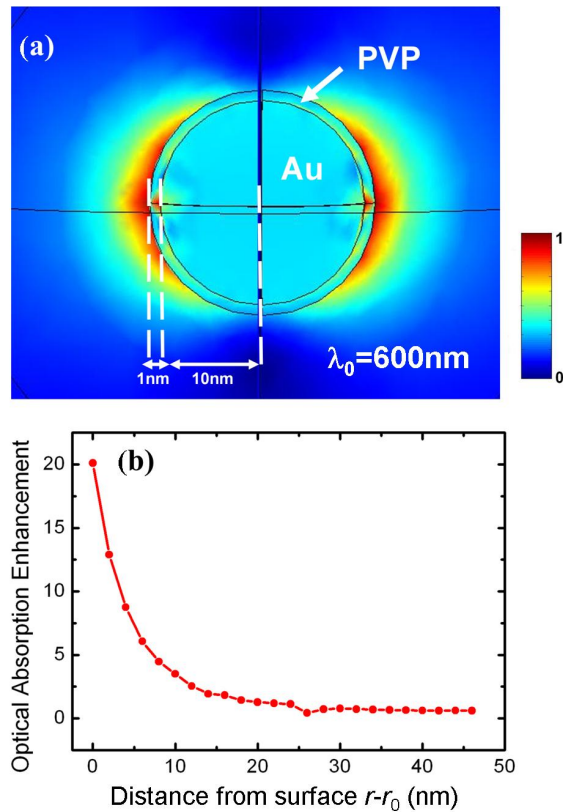 (a)
PVP
Au
1
0
1nm
10nm
λ₀=600nm
(b)
Optical Absorption Enhancement
20
15
10
5
0
0 10 20 30 40 50
Distance from surface r-r₀ (nm)